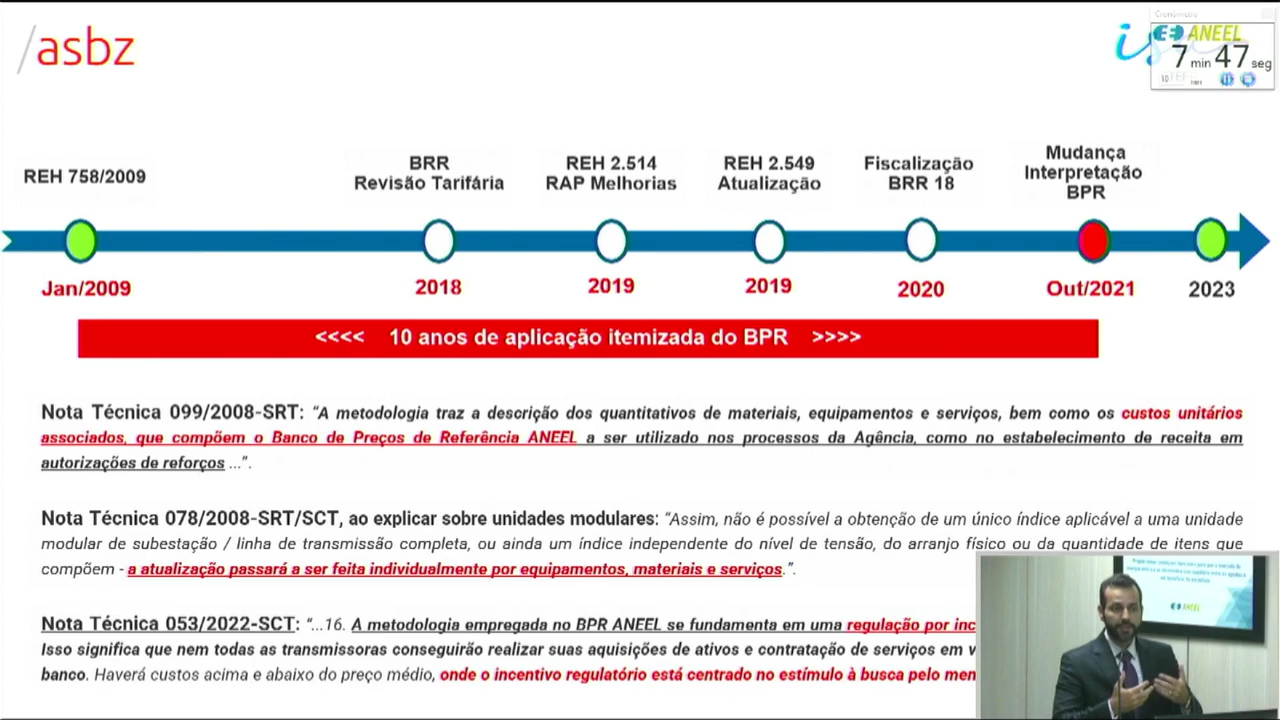 /asbz
Cronometro
ANEEL
7 min 47 seg
REH 758/2009
BRR
Revisão Tarifária
REH 2.514
RAP Melhorias
REH 2.549
Atualização
Fiscalização
BRR 18
Mudança
Interpretação
BPR
Jan/2009
2018
2019
2019
2020
Out/2021
2023
<<<< 10 anos de aplicação itemizada do BPR >>>>
Nota Técnica 099/2008-SRT: “A metodologia traz a descrição dos quantitativos de materiais, equipamentos e serviços, bem como os custos unitários
associados, que compõem o Banco de Preços de Referência ANEEL a ser utilizado nos processos da Agência, como no estabelecimento de receita em
autorizações de reforços ...”.
Nota Técnica 078/2008-SRT/SCT, ao explicar sobre unidades modulares: “Assim, não é possível a obtenção de um único índice aplicável a uma unidade
modular de subestação / linha de transmissão completa, ou ainda um índice independente do nível de tensão, do arranjo físico ou da quantidade de itens que
compõem - a atualização passará a ser feita individualmente por equipamentos, materiais e serviços.”.
Nota Técnica 053/2022-SCT: “...16. A metodologia empregada no BPR ANEEL se fundamenta em uma regulação por inc
Isso significa que nem todas as transmissoras conseguirão realizar suas aquisições de ativos e contratação de serviços em v
banco. Haverá custos acima e abaixo do preço médio, onde o incentivo regulatório está centrado no estímulo à busca pelo men
ANEEL